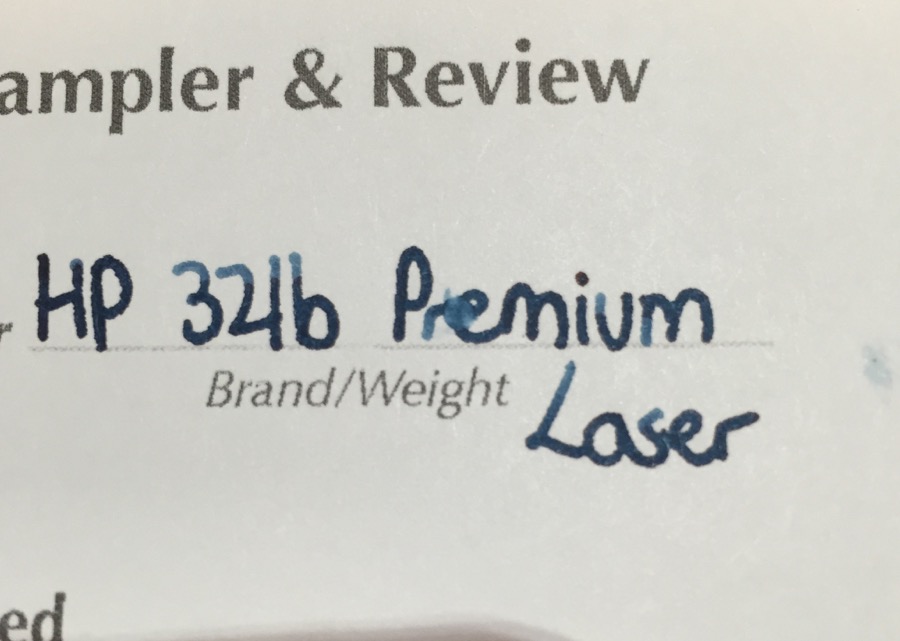 ampler & Review
HP 32lb Premium
Brand/Weight
Laser
ed